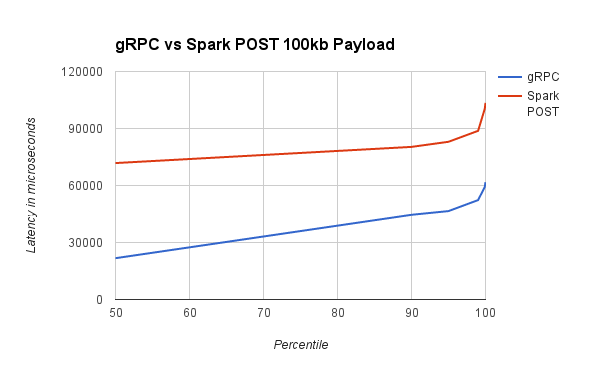 gRPC vs Spark POST 100kb Payload
120000
90000
60000
30000
0
50
60
70
80
90
100
Latency in microseconds
Percentile
gRPC
Spark
POST